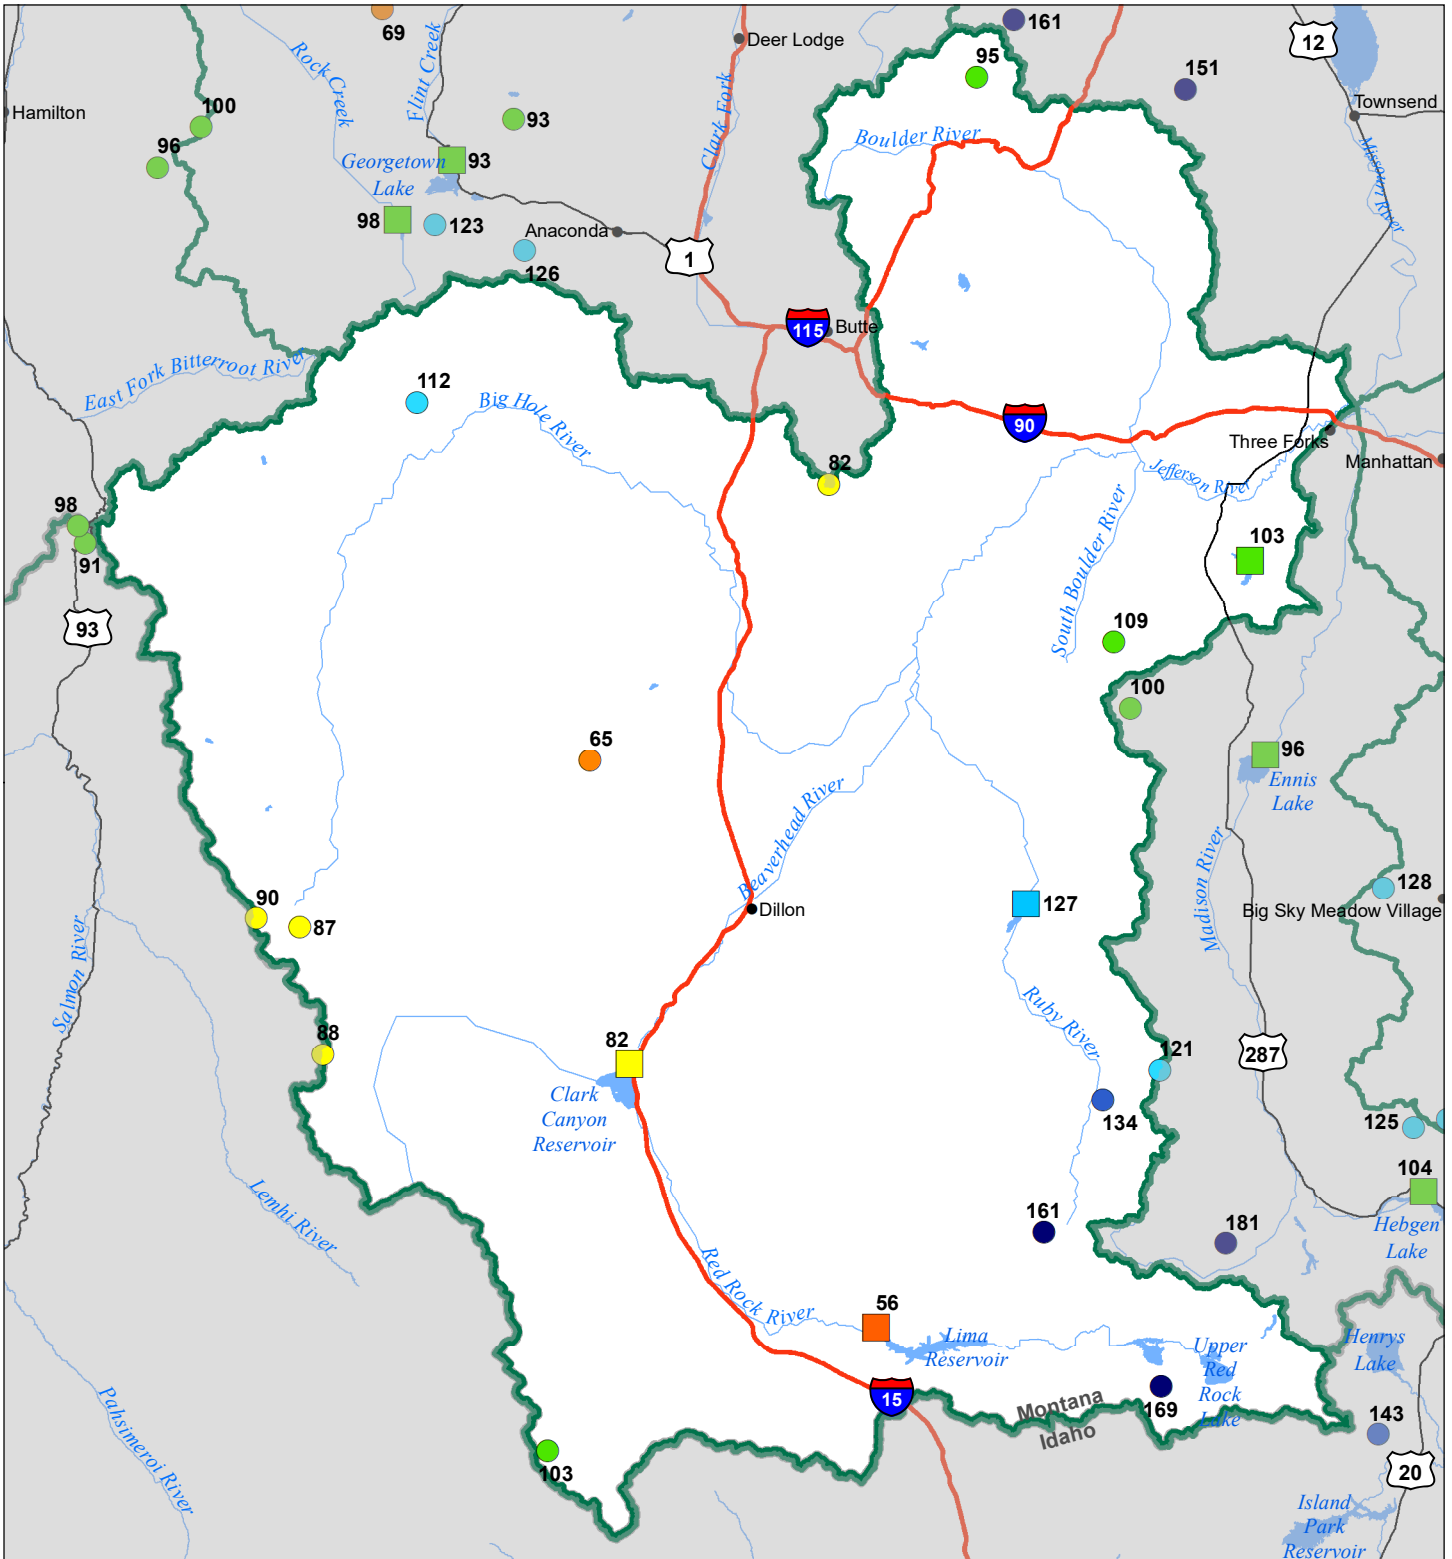 69
161
12
Deer Lodge
95
Rock Creek
Flint Creek
151
Clark Fork
Townsend
Hamilton
100
93
96
Boulder River
Missouri River
Georgetown
Lake
93
98
123
Anaconda
126
1
115
Butte
East Fork Bitterroot River
112
Big Hole River
90
Three Forks
Manhattan
82
Jefferson River
98
91
South Boulder River
103
93
109
100
65
96
Ennis
Lake
Beaverhead River
Madison River
128
90
87
Dillon
127
Big Sky Meadow Village
Salmon River
Ruby River
88
82
121
287
Clark
Canyon
Reservoir
134
125
104
Lemhi River
161
181
Hebgen
Lake
Red Rock River
56
Lima
Reservoir
Upper
Red
Rock
Lake
Henrys
Lake
15
Montana
Idaho
169
143
Pahsimeroi River
103
20
Island
Park
Reservoir